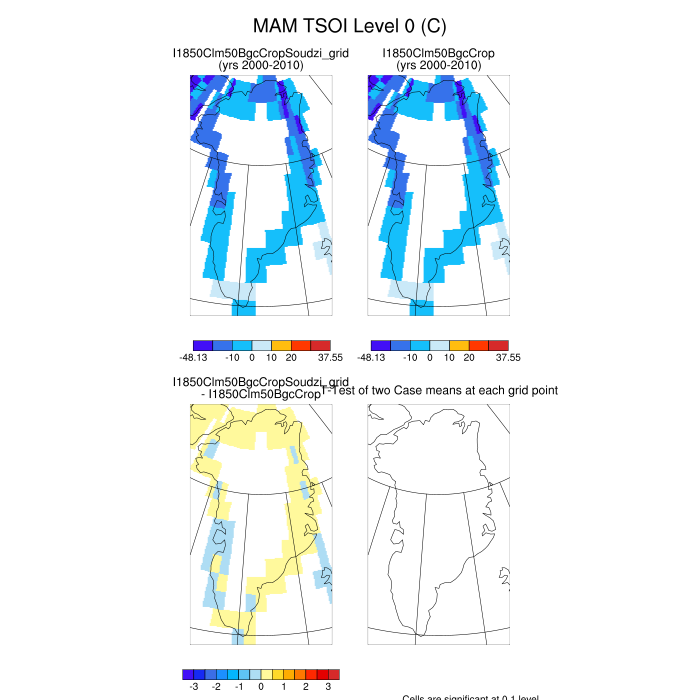 MAM TSOI Level 0 (C)
I1850Clm50BgcCropSoudzi_grid
(yrs 2000-2010)
I1850Clm50BgcCrop
(yrs 2000-2010)
-48.13 -10 0 10 20 37.55
-48.13 -10 0 10 20 37.55
I1850Clm50BgcCropSoudzi_grid
- I1850Clm50BgcCrop
T-Test of two Case means at each grid point
-3 -2 -1 0 1 2 3
Cells are significant at 0.1 level